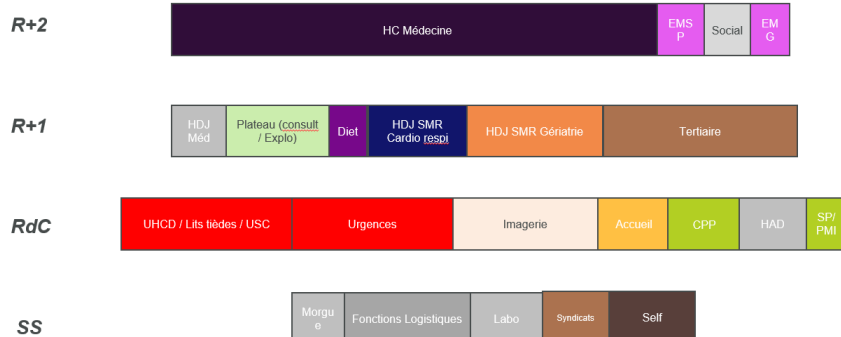 R+2
HC Médecine
EMS
P
Social
EM
G
R+1
HDJ
Méd
Plateau (consult
/ Explo)
Diet
HDJ SMR
Cardio respi
HDJ SMR Gériatrie
Tertiaire
RdC
UHCD / Lits tièdes / USC
Urgences
Imagerie
Accueil
CPP
HAD
SP/
PMI
SS
Morgu
e
Fonctions Logistiques
Labo
Syndicats
Self